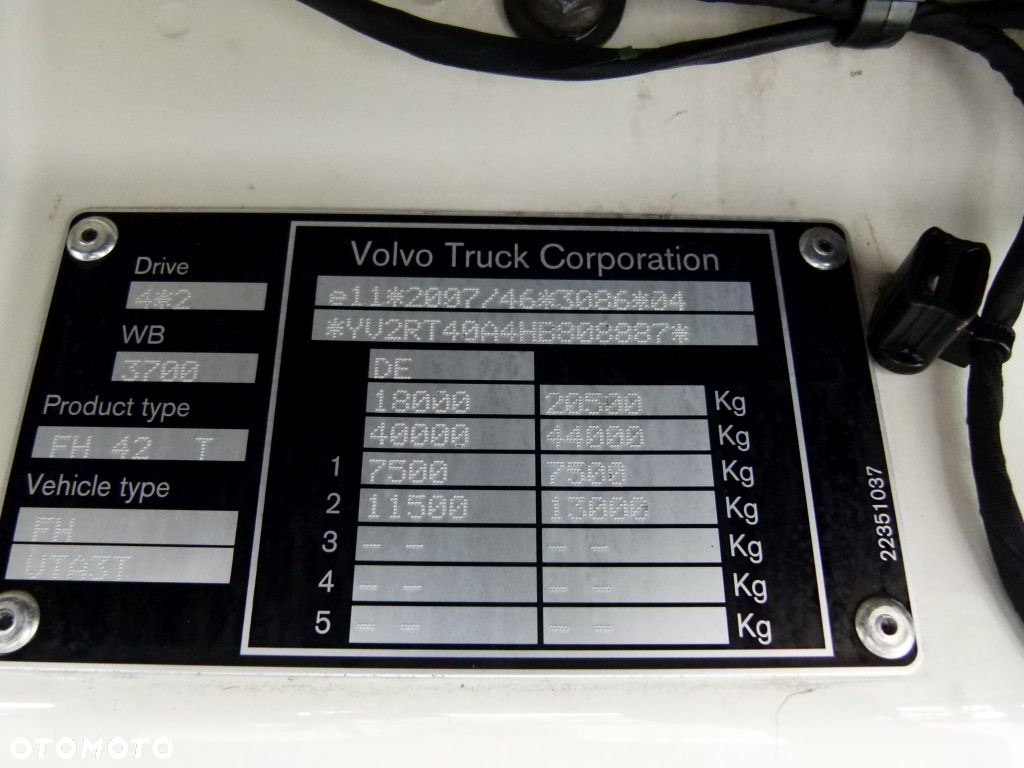 Drive
4*2
WB
3700
Product type
FH 42 T
Vehicle type
FH
VTA3T
Volvo Truck Corporation
e11*2007/46*3086*04
*YV2RT40A4HB808887*
DE
18000 20500 Kg
40000 44000 Kg
1 7500 7500 Kg
2 11500 13000 Kg
3 -- -- -- -- Kg
4 -- -- -- -- Kg
5 -- -- -- -- Kg
22351037
OTOMOTO